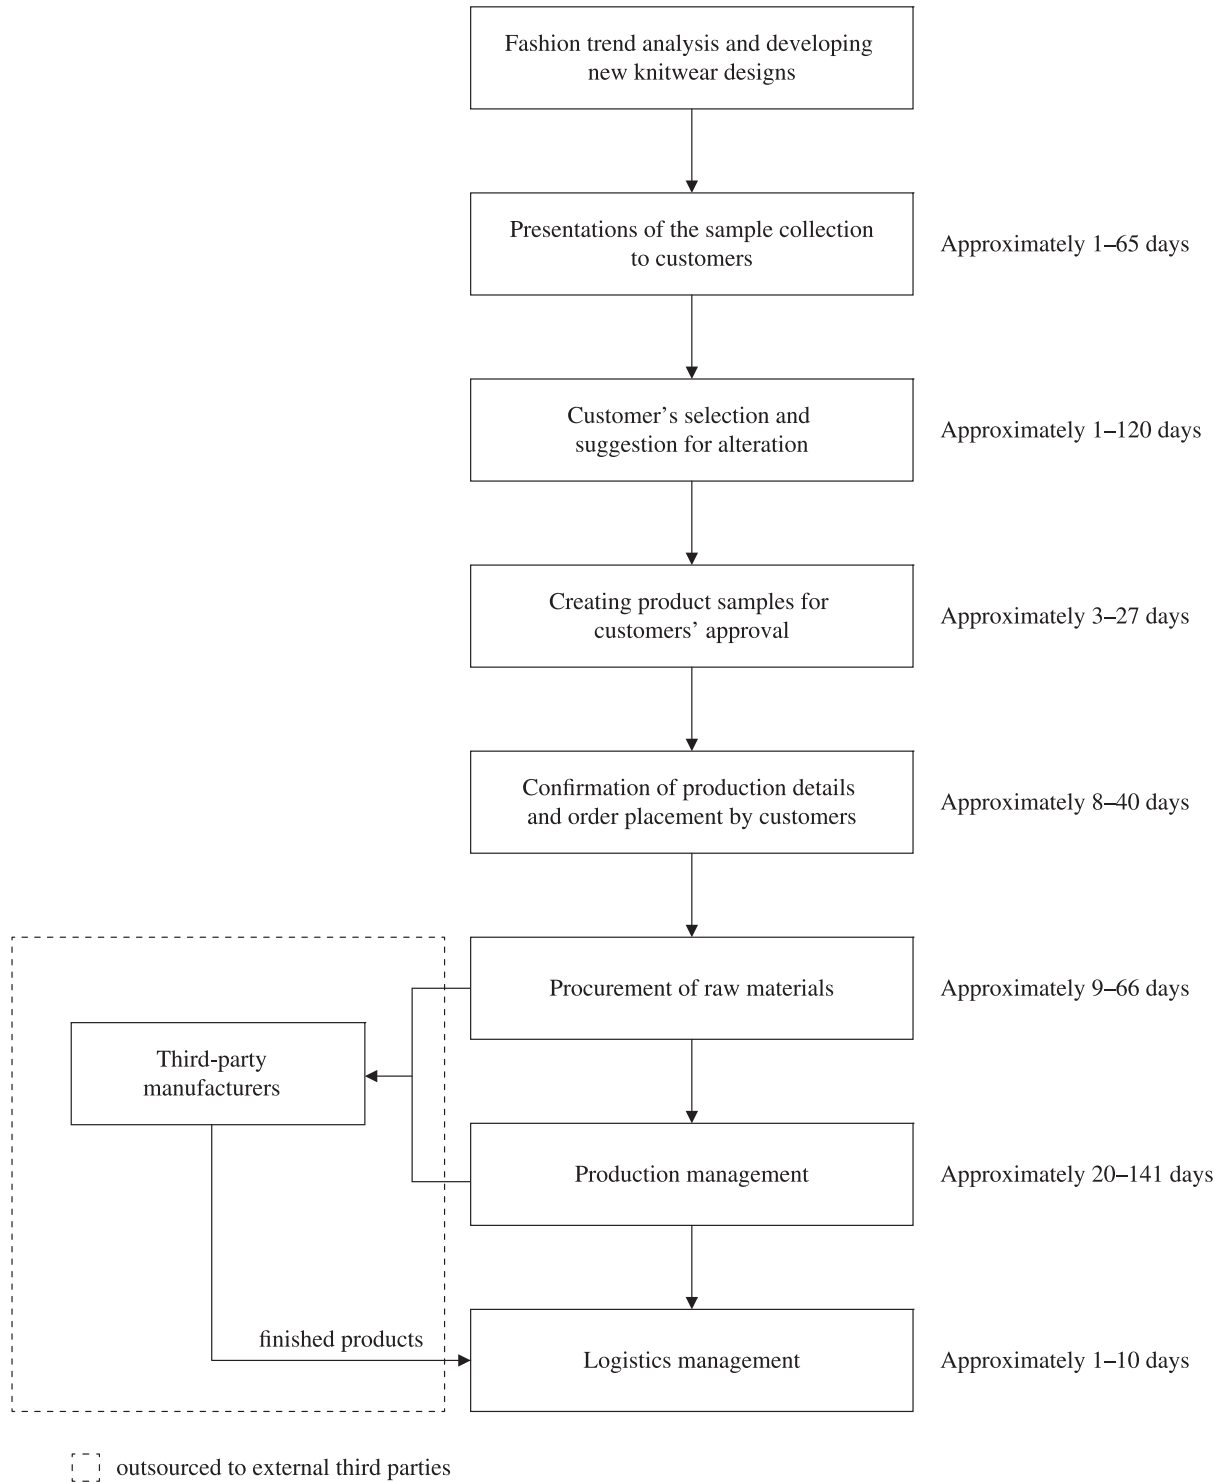 Fashion trend analysis and developing
new knitwear designs
Presentations of the sample collection
to customers
Approximately 1–65 days
Customer’s selection and
suggestion for alteration
Approximately 1–120 days
Creating product samples for
customers’ approval
Approximately 3–27 days
Confirmation of production details
and order placement by customers
Approximately 8–40 days
Procurement of raw materials
Approximately 9–66 days
Third-party
manufacturers
Production management
Approximately 20–141 days
finished products
Logistics management
Approximately 1–10 days
outsourced to external third parties